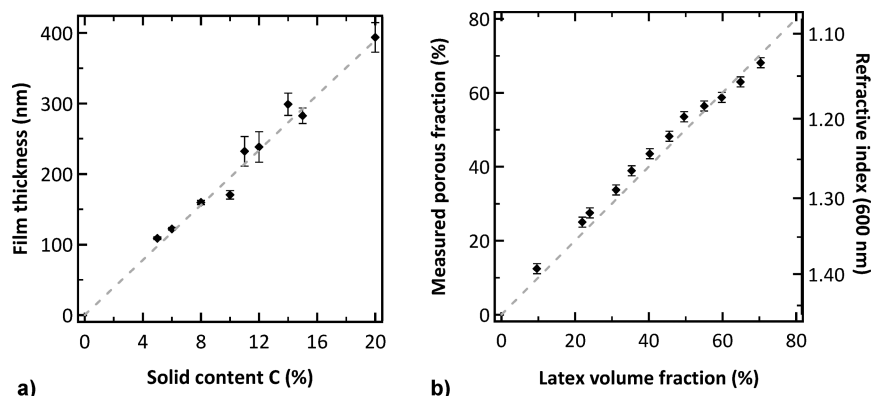 400
300
200
100
0
Film thickness (nm)
0 4 8 12 16 20
Solid content C (%)
a)
80
60
40
20
0
Measured porous fraction (%)
0 20 40 60 80
Latex volume fraction (%)
1.10
1.20
1.30
1.40
Refractive index (600 nm)
b)